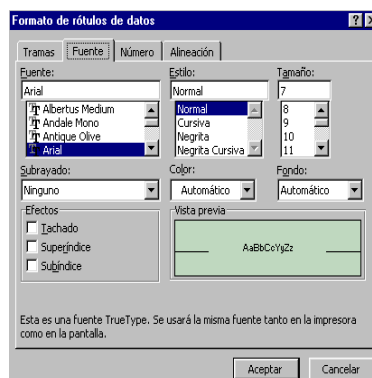 Formato de rótulos de datos
Tramas Fuente Número Alineación
Fuente: Estilo: Tamaño:
Arial Normal 7
Albertus Medium Normal 8
Andale Mono Cursiva 9
Antique Olive Negrita 10
Arial Negrita Cursiva 11
Subrayado: Color: Fondo:
Ninguno Automático Automático
Efectos Vista previa
Tachado
Superíndice AaBbCcYyZz
Subíndice
Esta es una fuente TrueType. Se usará la misma fuente tanto en la impresora
como en la pantalla.
Aceptar Cancelar